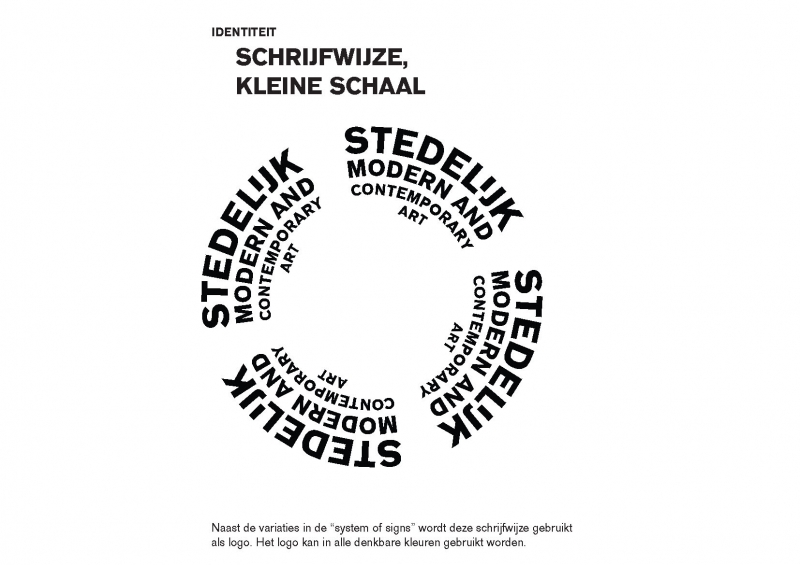 IDENTITEIT
SCHRIJFWIJZE,
KLEINE SCHAAL
STEDELIJK
MODERN AND
CONTEMPORARY
ART
STEDELIJK
MODERN AND
CONTEMPORARY
ART
STEDELIJK
MODERN AND
CONTEMPORARY
ART
STEDELIJK
MODERN AND
CONTEMPORARY
ART
Naast de variaties in de “system of signs” wordt deze schrijfwijze gebruikt
als logo. Het logo kan in alle denkbare kleuren gebruikt worden.